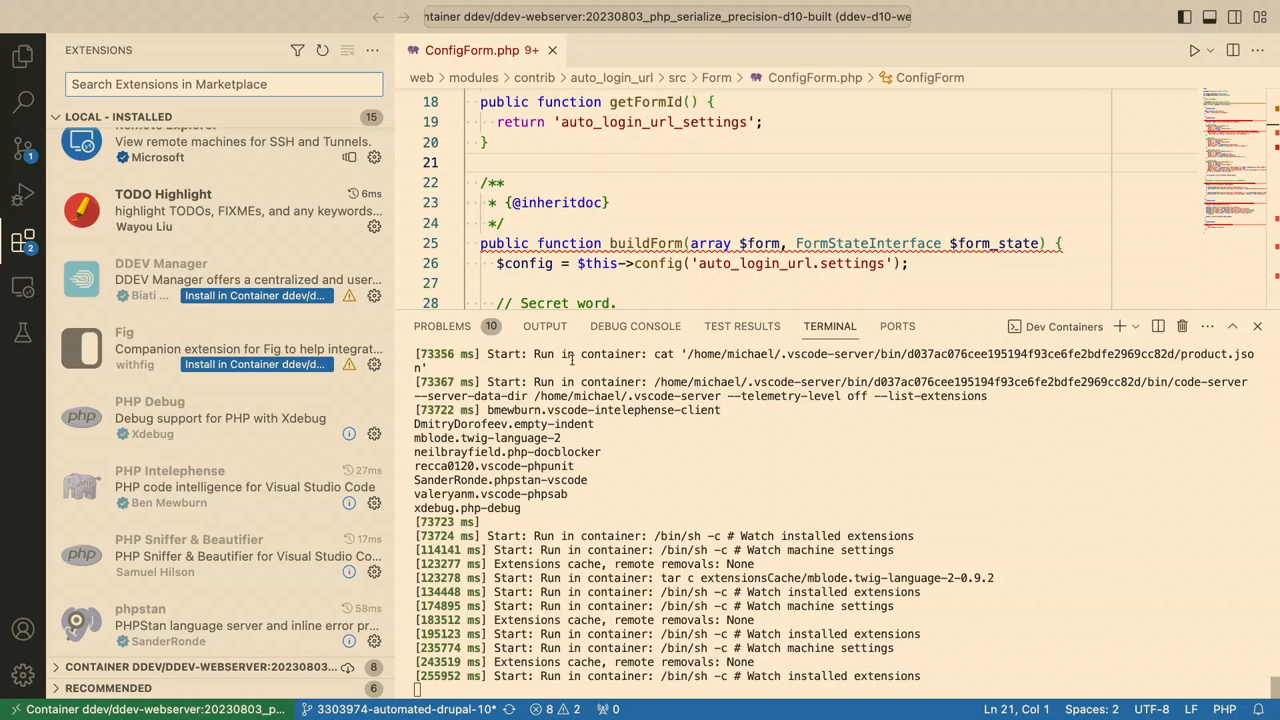 ntainer ddev/ddev-webserver:20230803_php_serialize_precision-d10-built (ddev-d10-we
EXTENSIONS
Search Extensions in Marketplace
LOCAL - INSTALLED 15
Remote Explorer
View remote machines for SSH and Tunnels.
Microsoft
TODO Highlight 6ms
highlight TODOs, FIXMEs, and any keywords...
Wayou Liu
DDEV Manager
DDEV Manager offers a centralized and user...
Biati ... Install in Container ddev/d...
Fig
Companion extension for Fig to help integrat...
withfig Install in Container ddev/d...
PHP Debug
Debug support for PHP with Xdebug
Xdebug
PHP Intelephense 27ms
PHP code intelligence for Visual Studio Code
Ben Mewburn
PHP Sniffer & Beautifier 17ms
PHP Sniffer & Beautifier for Visual Studio Co...
Samuel Hilson
phpstan 58ms
PHPStan language server and inline error pr...
SanderRonde
CONTAINER DDEV/DDEV-WEBSERVER:20230803... 8
RECOMMENDED 6
1
2
ConfigForm.php 9+
web > modules > contrib > auto_login_url > src > Form > ConfigForm.php > ConfigForm
18 public function getFormId() {
19 return 'auto_login_url_settings';
20 }
21
22 /**
23 * {@inheritdoc}
24 */
25 public function buildForm(array $form, FormStateInterface $form_state) {
26 $config = $this->config('auto_login_url.settings');
27
28 // Secret word.
PROBLEMS 10 OUTPUT DEBUG CONSOLE TEST RESULTS TERMINAL PORTS Dev Containers
[73356 ms] Start: Run in container: cat '/home/michael/.vscode-server/bin/d037ac076cee195194f93ce6fe2bdfe2969cc82d/product.jso
n'
[73367 ms] Start: Run in container: /home/michael/.vscode-server/bin/d037ac076cee195194f93ce6fe2bdfe2969cc82d/bin/code-server
--server-data-dir /home/michael/.vscode-server --telemetry-level off --list-extensions
[73722 ms] bmewburn.vscode-intelephense-client
DmitryDorofeev.empty-indent
mblode.twig-language-2
neilbrayfield.php-docblocker
recca0120.vscode-phpunit
SanderRonde.phpstan-vscode
valeryanm.vscode-phpsab
xdebug.php-debug
[73723 ms]
[73724 ms] Start: Run in container: /bin/sh -c # Watch installed extensions
[114141 ms] Start: Run in container: /bin/sh -c # Watch machine settings
[123277 ms] Extensions cache, remote removals: None
[123278 ms] Start: Run in container: tar c extensionsCache/mblode.twig-language-2-0.9.2
[134448 ms] Start: Run in container: /bin/sh -c # Watch installed extensions
[174895 ms] Start: Run in container: /bin/sh -c # Watch machine settings
[183512 ms] Extensions cache, remote removals: None
[195123 ms] Start: Run in container: /bin/sh -c # Watch installed extensions
[235774 ms] Start: Run in container: /bin/sh -c # Watch machine settings
[243519 ms] Extensions cache, remote removals: None
[255952 ms] Start: Run in container: /bin/sh -c # Watch installed extensions
Container ddev/ddev-webserver:20230803_p... 3303974-automated-drupal-10* 8 2 0 Ln 21, Col 1 Spaces: 2 UTF-8 LF PHP